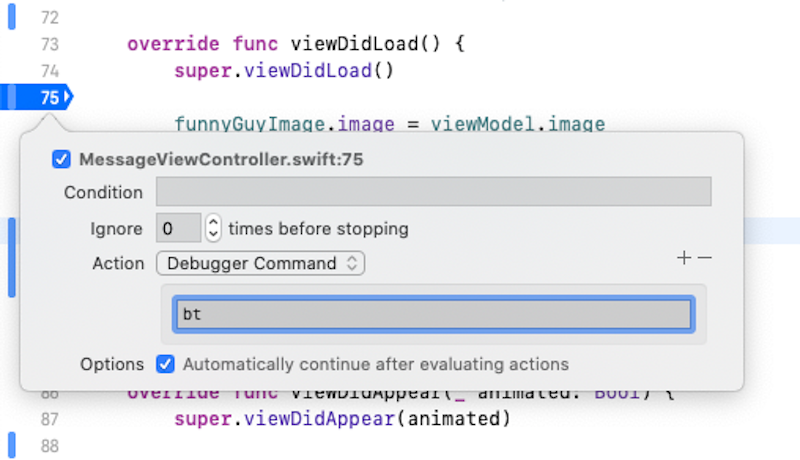 72
73 override func viewDidLoad() {
74 super.viewDidLoad()
75
funnyGuyImage.image = viewModel.image
MessageViewController.swift:75
Condition
Ignore 0 times before stopping
Action Debugger Command
bt
Options Automatically continue after evaluating actions
86 override func viewDidAppear(_ animated: Bool) {
87 super.viewDidAppear(animated)
88